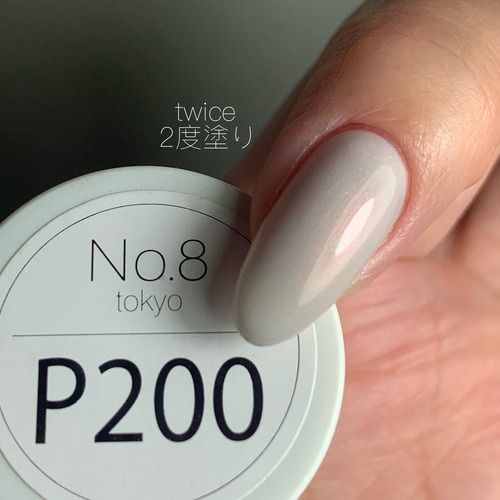 twice
2度塗り
No.8
tokyo
P200